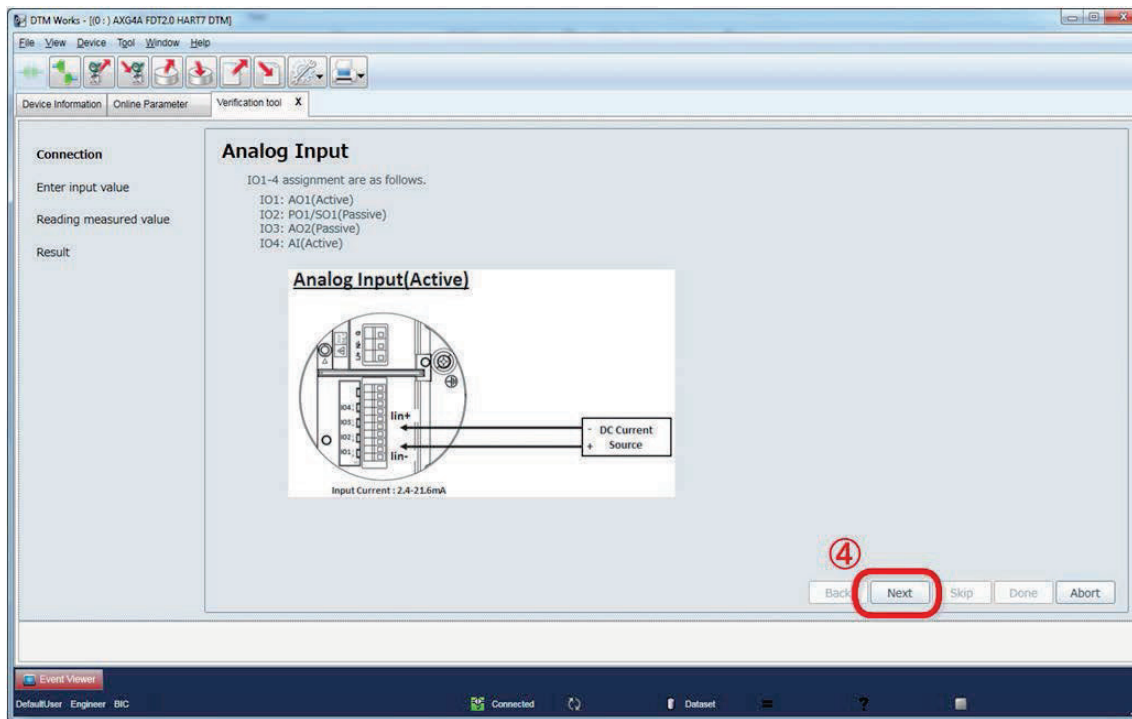 DTM Works - [(0 : ) AXG4A FDT2.0 HART7 DTM]
File View Device Tool Window Help
Device Information Online Parameter Verification tool X
Connection
Enter input value
Reading measured value
Result
Analog Input
IO1-4 assignment are as follows.
IO1: AO1(Active)
IO2: PO1/SO1(Passive)
IO3: AO2(Passive)
IO4: AI(Active)
Analog Input(Active)
IO4
IO3
IO2
IO1
Iin+
Iin-
- DC Current
+ Source
Input Current : 2.4-21.6mA
④
Back Next Skip Done Abort
Event Viewer
DefaultUser Engineer BIC Connected Dataset = ?